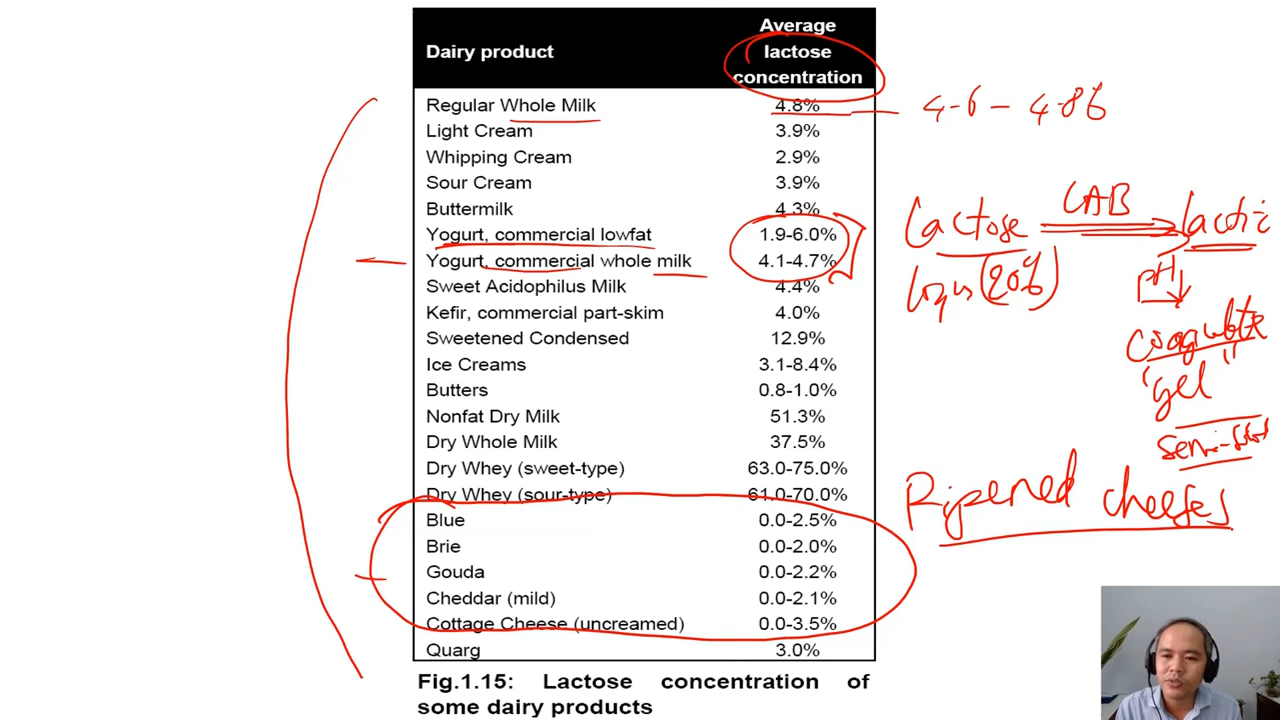 Dairy product
Average
lactose
concentration
Regular Whole Milk 4.8%
Light Cream 3.9%
Whipping Cream 2.9%
Sour Cream 3.9%
Buttermilk 4.3%
Yogurt, commercial lowfat 1.9-6.0%
Yogurt, commercial whole milk 4.1-4.7%
Sweet Acidophilus Milk 4.4%
Kefir, commercial part-skim 4.0%
Sweetened Condensed 12.9%
Ice Creams 3.1-8.4%
Butters 0.8-1.0%
Nonfat Dry Milk 51.3%
Dry Whole Milk 37.5%
Dry Whey (sweet-type) 63.0-75.0%
Dry Whey (sour-type) 61.0-70.0%
Blue 0.0-2.5%
Brie 0.0-2.0%
Gouda 0.0-2.2%
Cheddar (mild) 0.0-2.1%
Cottage Cheese (uncreamed) 0.0-3.5%
Quarg 3.0%
Fig.1.15: Lactose concentration of
some dairy products
4.6 - 4.8%
LAB
Lactose lactic
(20%)
pH
"gel"
Ripened cheeses